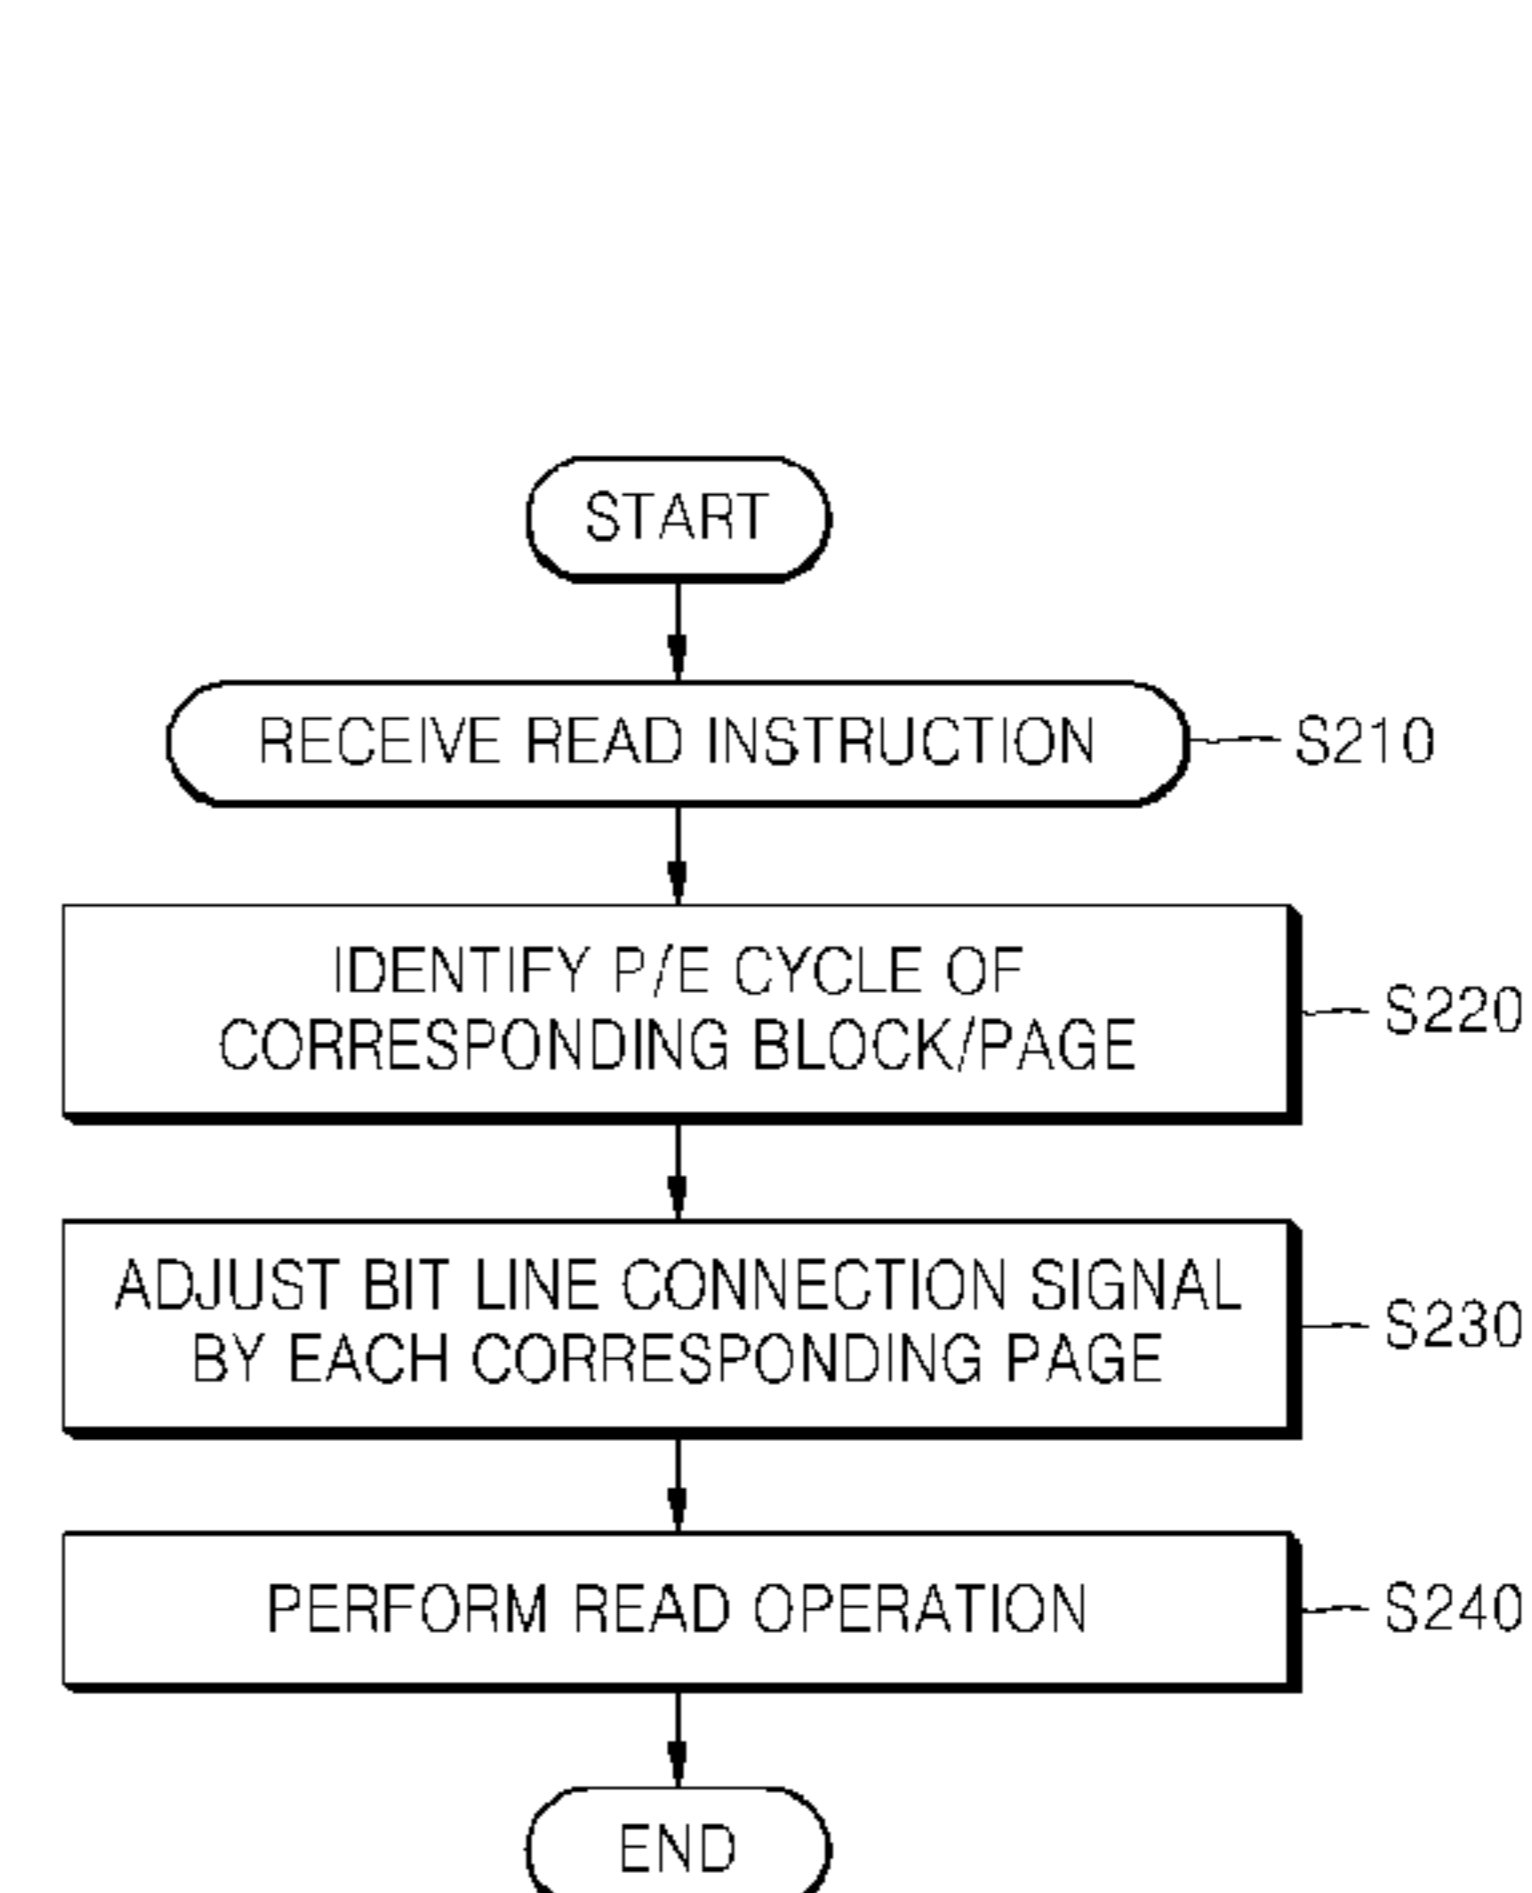 START
RECEIVE READ INSTRUCTION
S210
IDENTIFY P/E CYCLE OF
CORRESPONDING BLOCK/PAGE
S220
ADJUST BIT LINE CONNECTION SIGNAL
BY EACH CORRESPONDING PAGE
S230
PERFORM READ OPERATION
S240
END